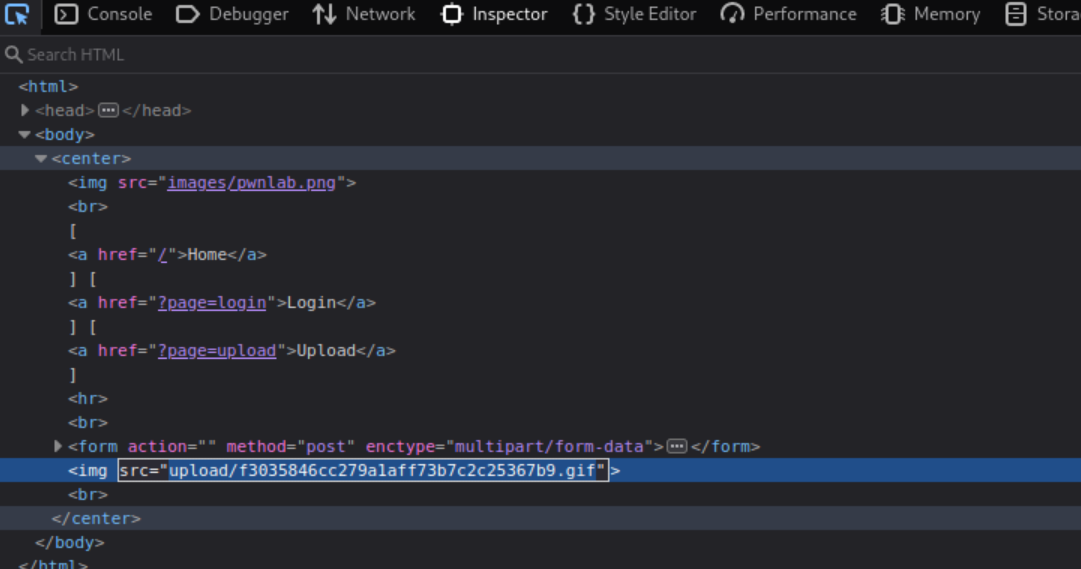 Console Debugger Network Inspector Style Editor Performance Memory Stora
Search HTML
<html>
<head>···</head>
<body>
<center>
<img src="images/pwnlab.png">
<br>
[
<a href="/">Home</a>
] [
<a href="?page=login">Login</a>
] [
<a href="?page=upload">Upload</a>
]
<hr>
<br>
<form action="" method="post" enctype="multipart/form-data">···</form>
<img src="upload/f3035846cc279a1aff73b7c2c25367b9.gif">
<br>
</center>
</body>
</html>